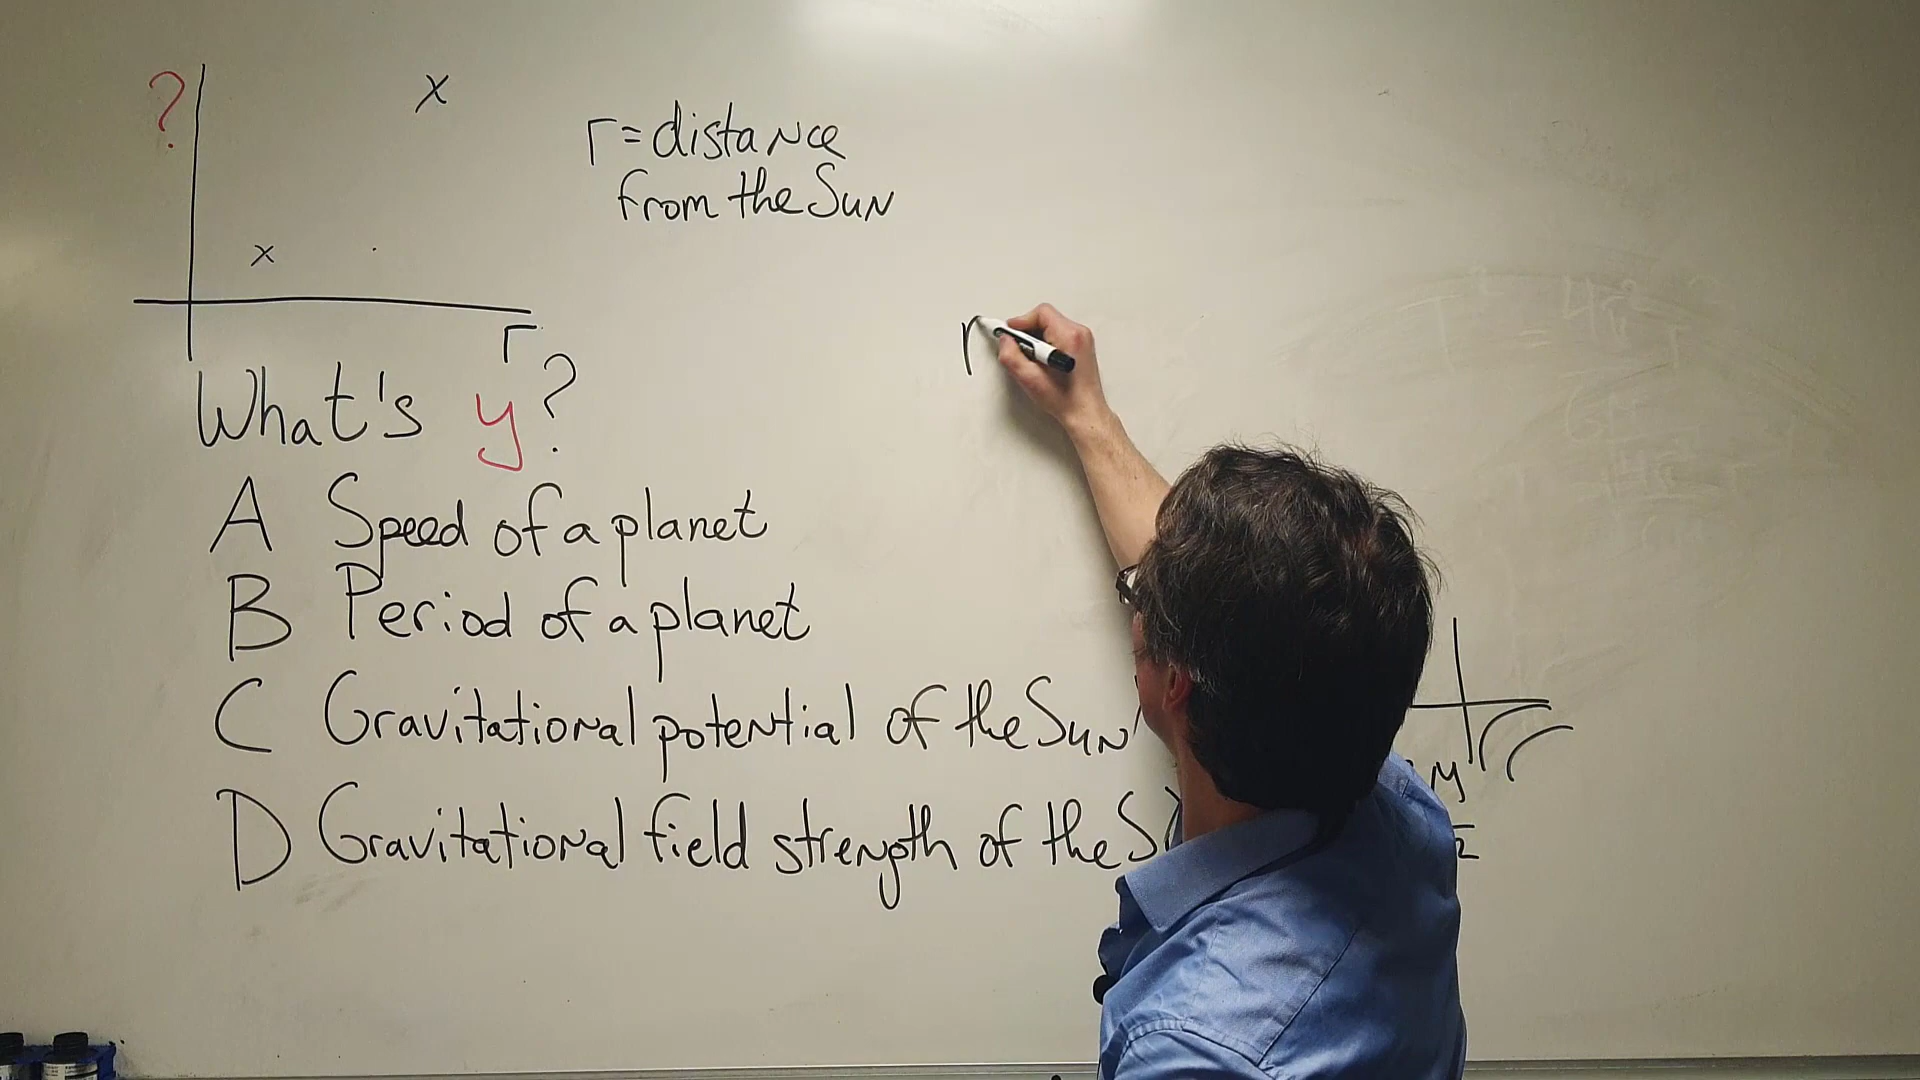 ?
x
x
r
r = distance
from the Sun
What's y?
A Speed of a planet
B Period of a planet
C Gravitational potential of the Sun
D Gravitational field strength of the S
r
M
2